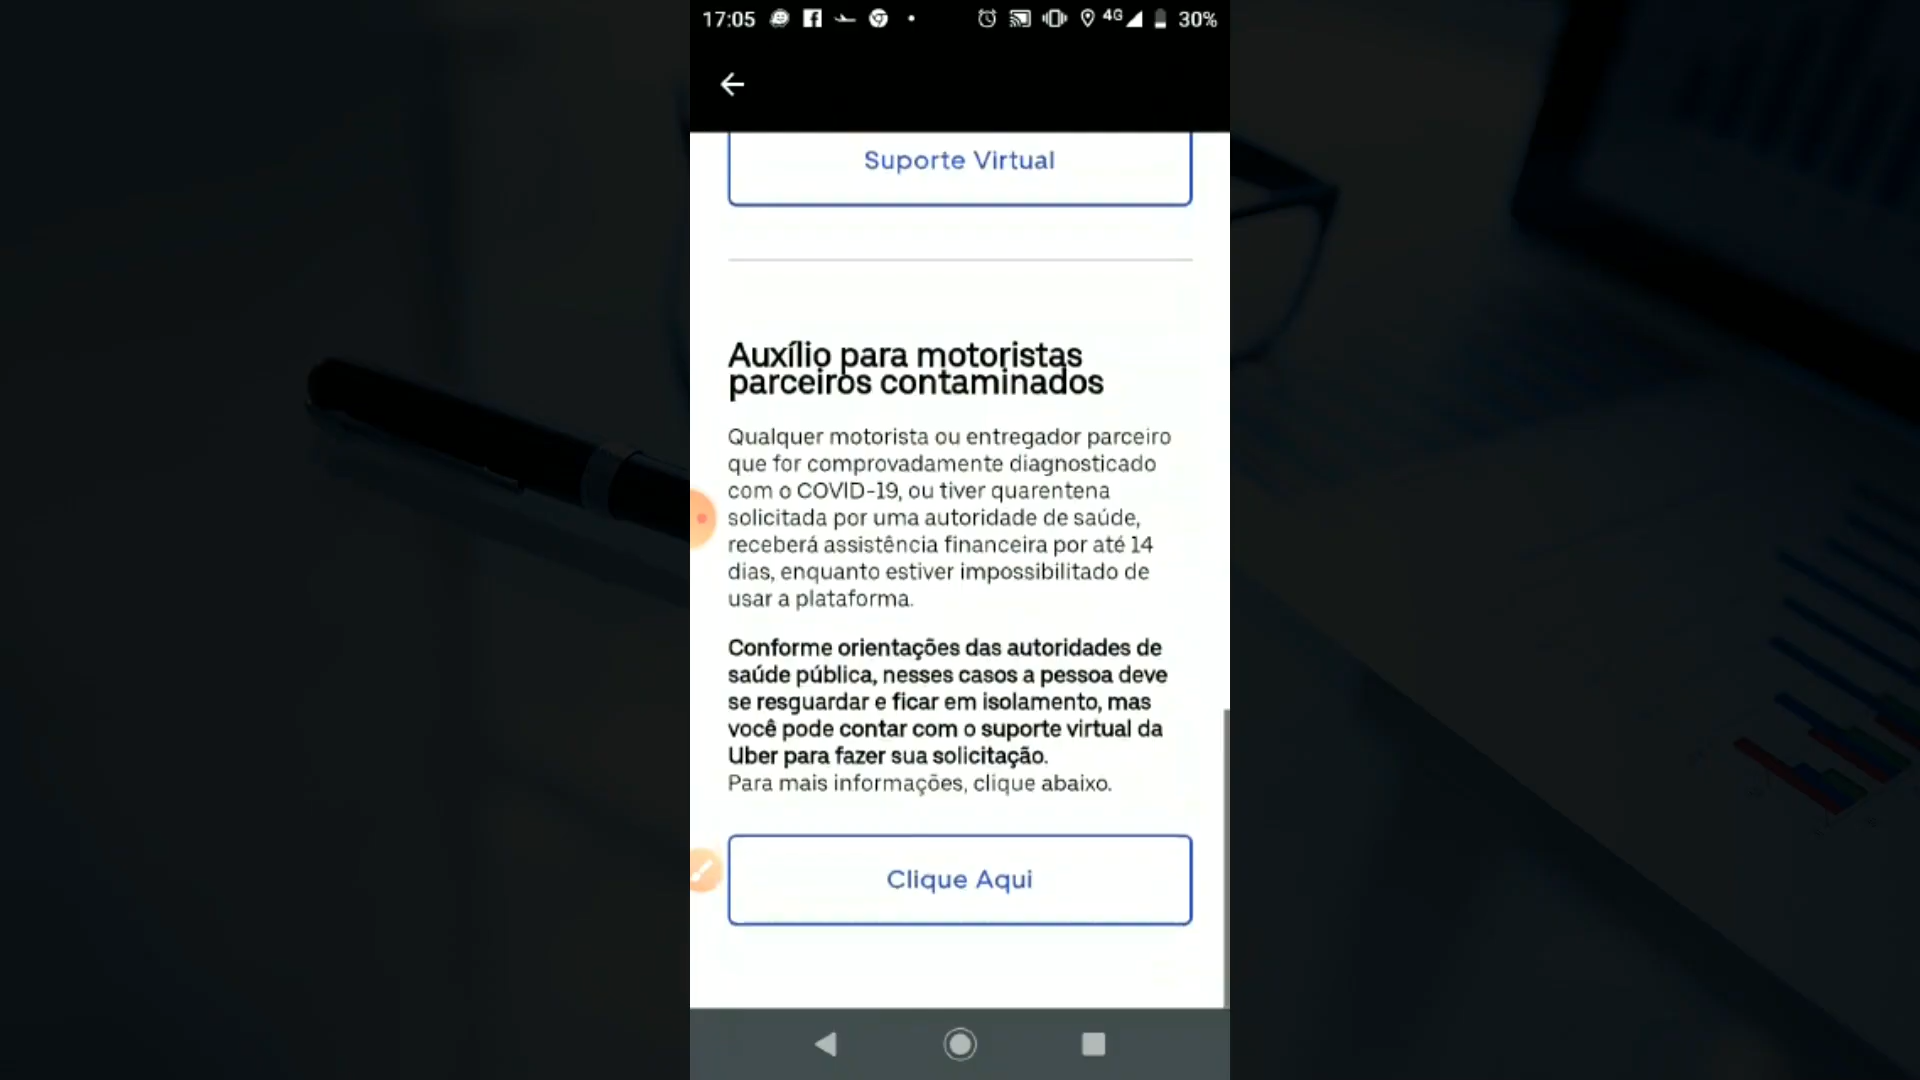 17:05
4G
30%
Suporte Virtual
Auxílio para motoristas
parceiros contaminados
Qualquer motorista ou entregador parceiro
que for comprovadamente diagnosticado
com o COVID-19, ou tiver quarentena
solicitada por uma autoridade de saúde,
receberá assistência financeira por até 14
dias, enquanto estiver impossibilitado de
usar a plataforma.
Conforme orientações das autoridades de
saúde pública, nesses casos a pessoa deve
se resguardar e ficar em isolamento, mas
você pode contar com o suporte virtual da
Uber para fazer sua solicitação.
Para mais informações, clique abaixo.
Clique Aqui